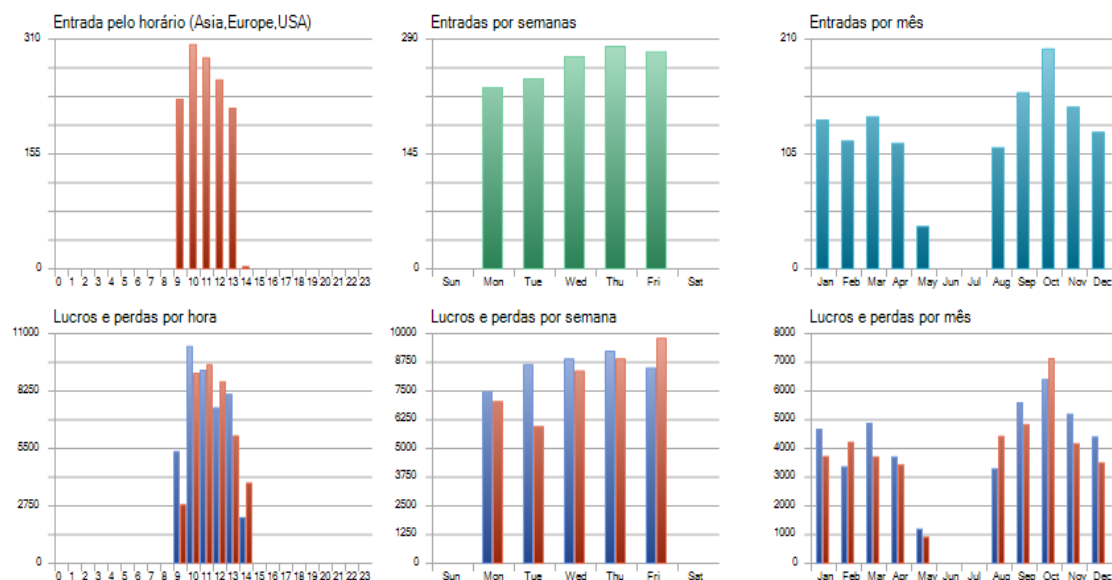 Entrada pelo horário (Asia,Europe,USA)
310
155
0
0 1 2 3 4 5 6 7 8 9 10 11 12 13 14 15 16 17 18 19 20 21 22 23
Entradas por semanas
290
145
0
Sun Mon Tue Wed Thu Fri Sat
Entradas por mês
210
105
0
Jan Feb Mar Apr May Jun Jul Aug Sep Oct Nov Dec
Lucros e perdas por hora
11000
8250
5500
2750
0
0 1 2 3 4 5 6 7 8 9 10 11 12 13 14 15 16 17 18 19 20 21 22 23
Lucros e perdas por semana
10000
8750
7500
6250
5000
3750
2500
1250
0
Sun Mon Tue Wed Thu Fri Sat
Lucros e perdas por mês
8000
7000
6000
5000
4000
3000
2000
1000
0
Jan Feb Mar Apr May Jun Jul Aug Sep Oct Nov Dec